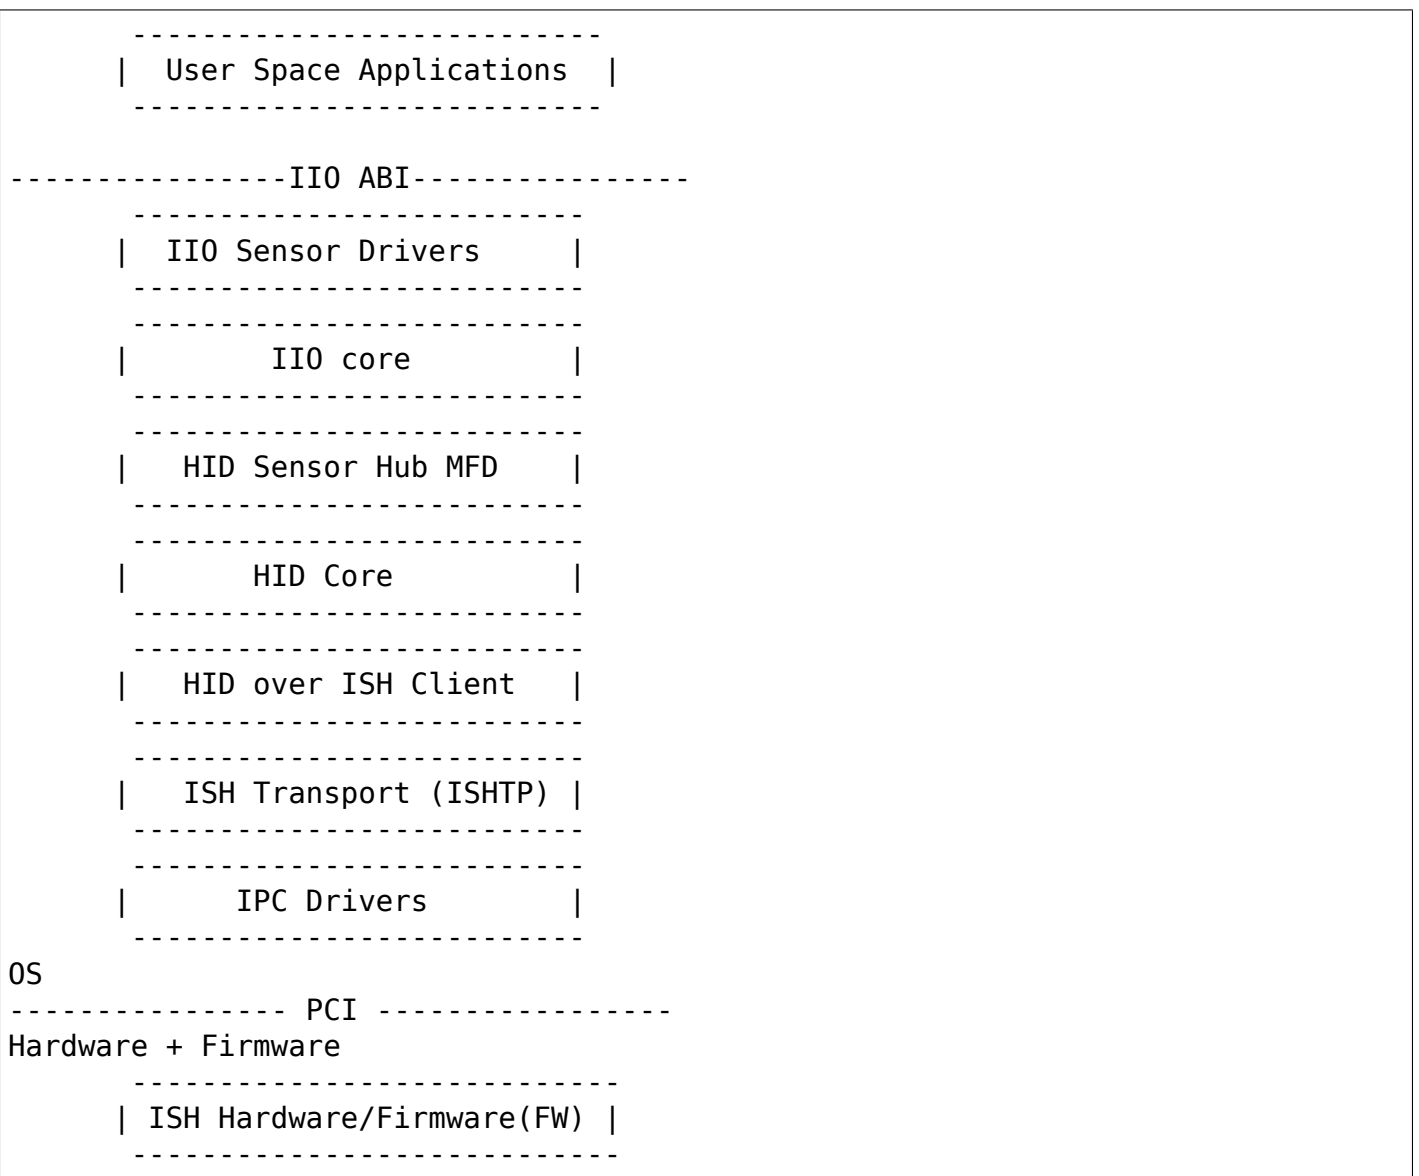 ---------------------------
| User Space Applications |
---------------------------
----------------IIO ABI----------------
--------------------------
| IIO Sensor Drivers |
--------------------------
--------------------------
| IIO core |
--------------------------
--------------------------
| HID Sensor Hub MFD |
--------------------------
--------------------------
| HID Core |
--------------------------
--------------------------
| HID over ISH Client |
--------------------------
--------------------------
| ISH Transport (ISHTP) |
--------------------------
--------------------------
| IPC Drivers |
--------------------------
OS
---------------- PCI -----------------
Hardware + Firmware
----------------------------
| ISH Hardware/Firmware(FW) |
----------------------------